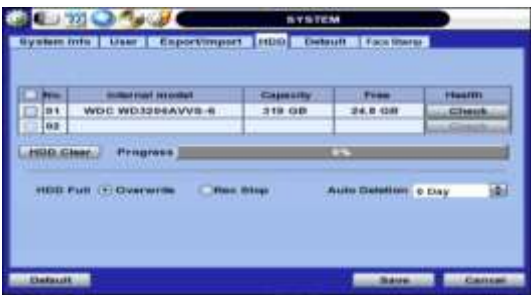 SYSTEM
System Info User Export/Import HDD Default
No. Internal model Capacity Free Health
01 WDC WD3200AVVS-6 319 GB 24.8 GB Check
02 Check
HDD Clear Progress 0%
HDD Full Overwrite Rec Stop Auto Deletion 0 Day
Default Save Cancel